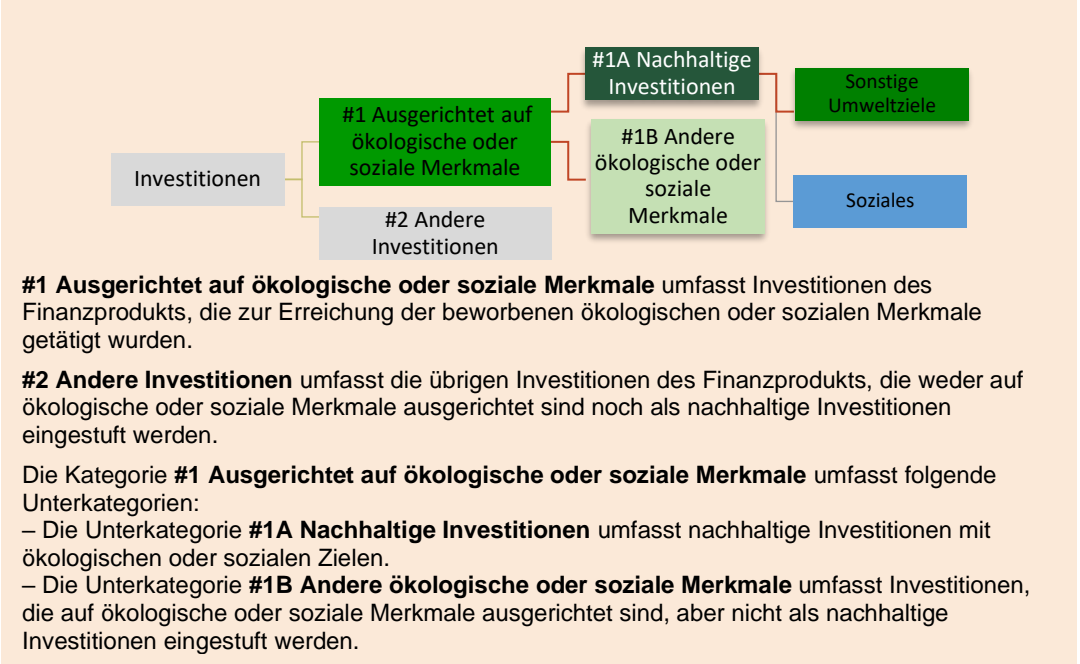 #1A Nachhaltige
Investitionen
Sonstige
Umweltziele
#1 Ausgerichtet auf
ökologische oder
soziale Merkmale
#1B Andere
ökologische oder
soziale
Merkmale
Investitionen
Soziales
#2 Andere
Investitionen
#1 Ausgerichtet auf ökologische oder soziale Merkmale umfasst Investitionen des
Finanzprodukts, die zur Erreichung der beworbenen ökologischen oder sozialen Merkmale
getätigt wurden.
#2 Andere Investitionen umfasst die übrigen Investitionen des Finanzprodukts, die weder auf
ökologische oder soziale Merkmale ausgerichtet sind noch als nachhaltige Investitionen
eingestuft werden.
Die Kategorie #1 Ausgerichtet auf ökologische oder soziale Merkmale umfasst folgende
Unterkategorien:
– Die Unterkategorie #1A Nachhaltige Investitionen umfasst nachhaltige Investitionen mit
ökologischen oder sozialen Zielen.
– Die Unterkategorie #1B Andere ökologische oder soziale Merkmale umfasst Investitionen,
die auf ökologische oder soziale Merkmale ausgerichtet sind, aber nicht als nachhaltige
Investitionen eingestuft werden.